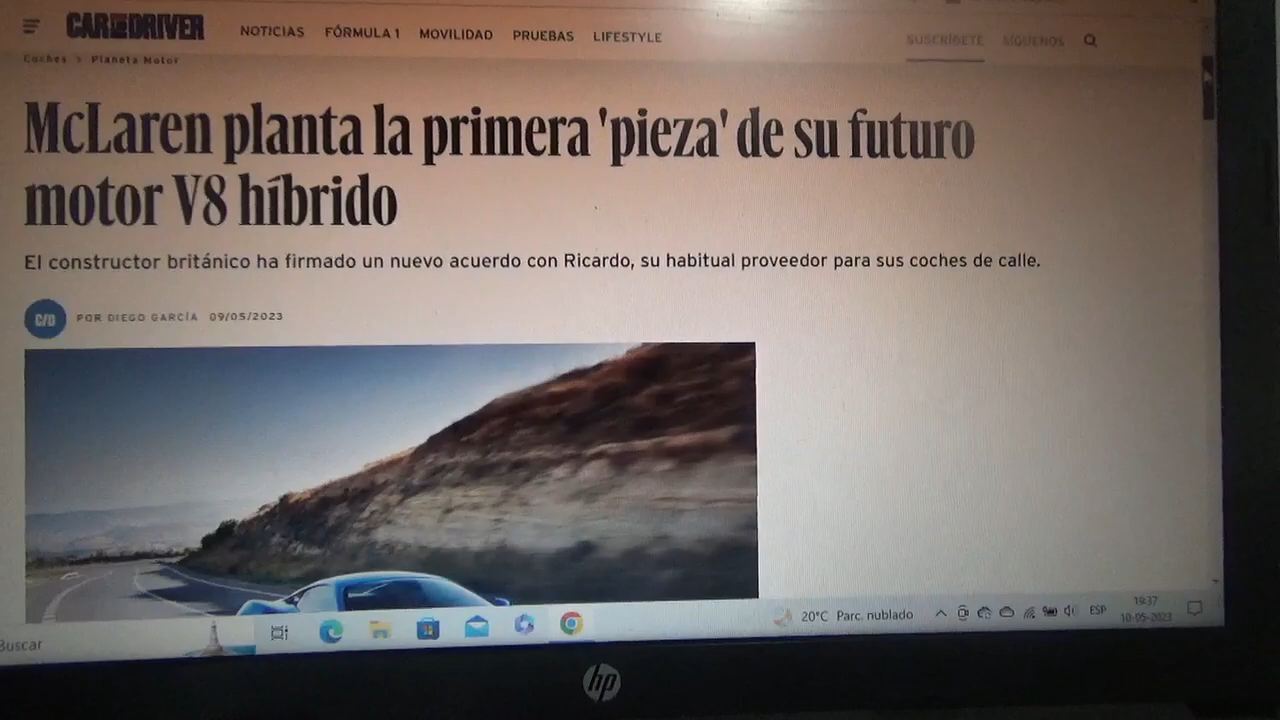 CAR AND DRIVER
NOTICIAS FÓRMULA 1 MOVILIDAD PRUEBAS LIFESTYLE
SUSCRÍBETE SÍGUENOS
Coches > Planeta Motor
McLaren planta la primera 'pieza' de su futuro
motor V8 híbrido
El constructor británico ha firmado un nuevo acuerdo con Ricardo, su habitual proveedor para sus coches de calle.
C/D POR DIEGO GARCÍA 09/05/2023
20°C Parc. nublado
ESP
19:37
10-05-2023
Buscar
hp